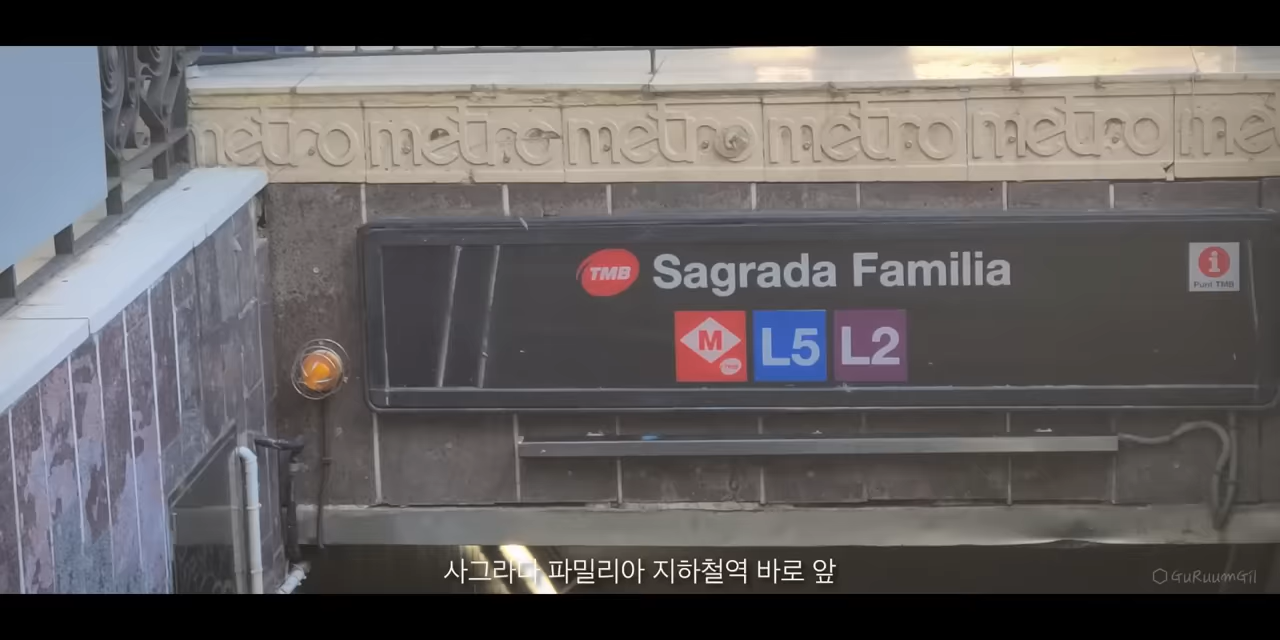 metro metro metro metro metro me
TMB Sagrada Familia
i
Punt TMB
M L5 L2
TMB
사그라다 파밀리아 지하철역 바로 앞
GuRuumGil